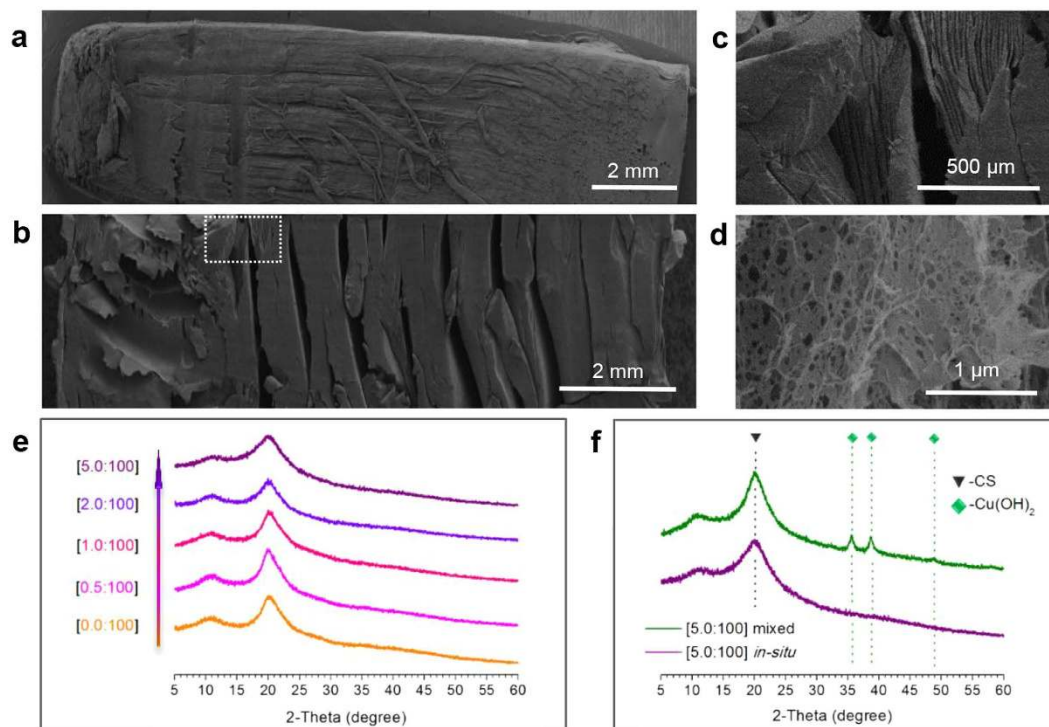 a
2 mm
b
2 mm
c
500 µm
d
1 µm
e
[5.0:100]
[2.0:100]
[1.0:100]
[0.5:100]
[0.0:100]
5 10 15 20 25 30 35 40 45 50 55 60
2-Theta (degree)
f
-CS
-Cu(OH)₂
[5.0:100] mixed
[5.0:100] in-situ
5 10 15 20 25 30 35 40 45 50 55 60
2-Theta (degree)